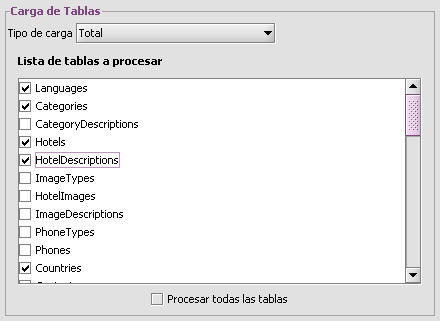 Carga de Tablas
Tipo de carga Total
Lista de tablas a procesar
Languages
Categories
CategoryDescriptions
Hotels
HotelDescriptions
ImageTypes
HotelImages
ImageDescriptions
PhoneTypes
Phones
Countries
Procesar todas las tablas